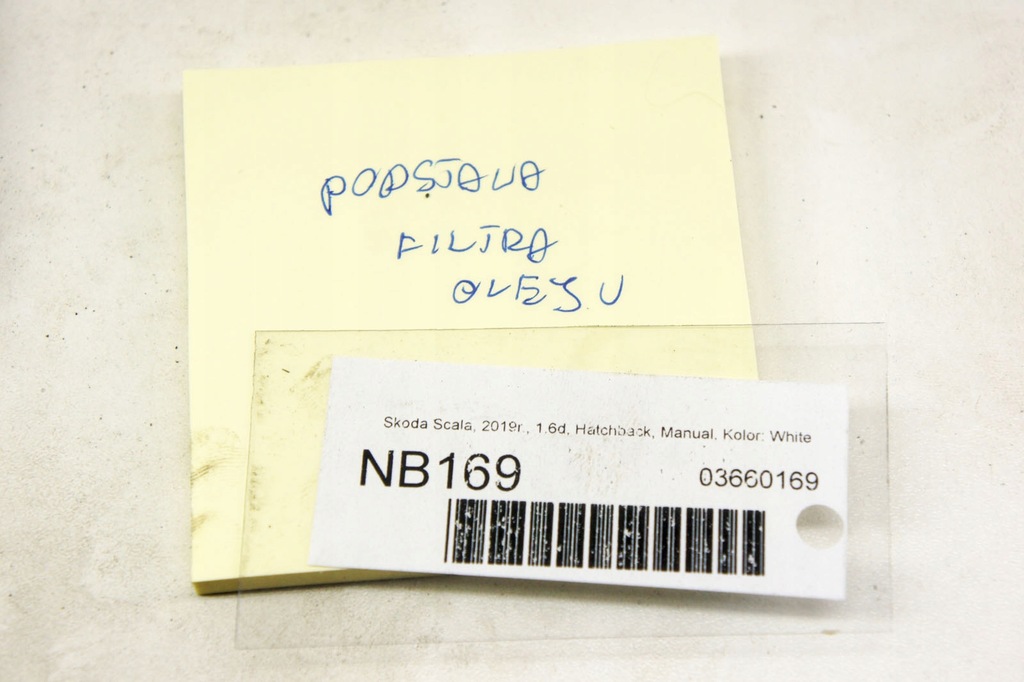 PODSTAWA
FILTRA
OLEJU
Skoda Scala, 2019r., 1.6d, Hatchback, Manual, Kolor: White
NB169
03660169